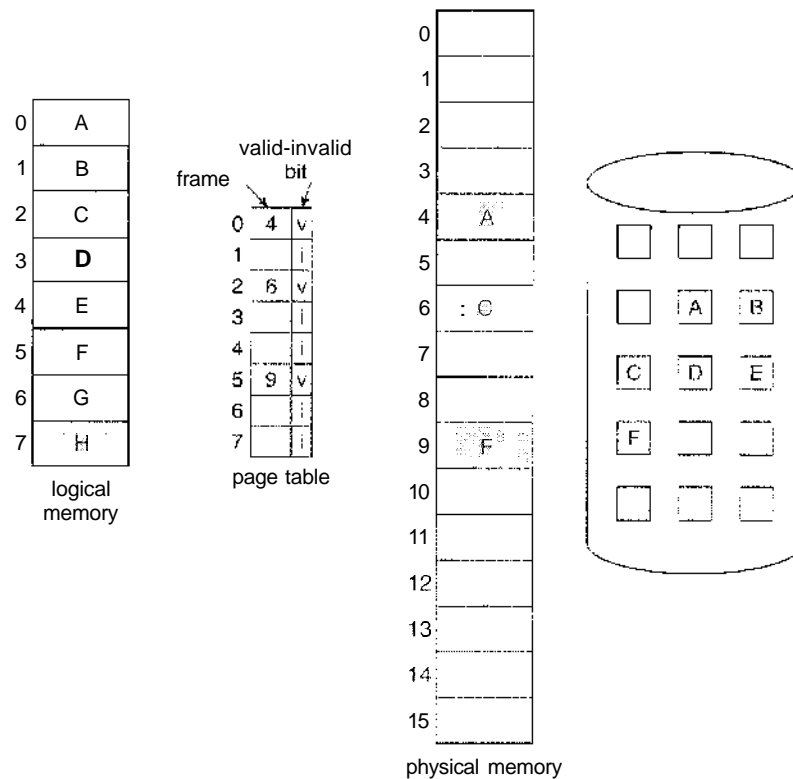 0 A
1 B
2 C
3 D
4 E
5 F
6 G
7 H
logical
memory
valid-invalid
bit
frame
0 4 v
1 i
2 6 v
3 i
4 i
5 9 v
6 i
7 i
page table
0
1
2
3
4 A
5
6 : C
7
8
9 F
10
11
12
13
14
15
physical memory
A B
C D E
F